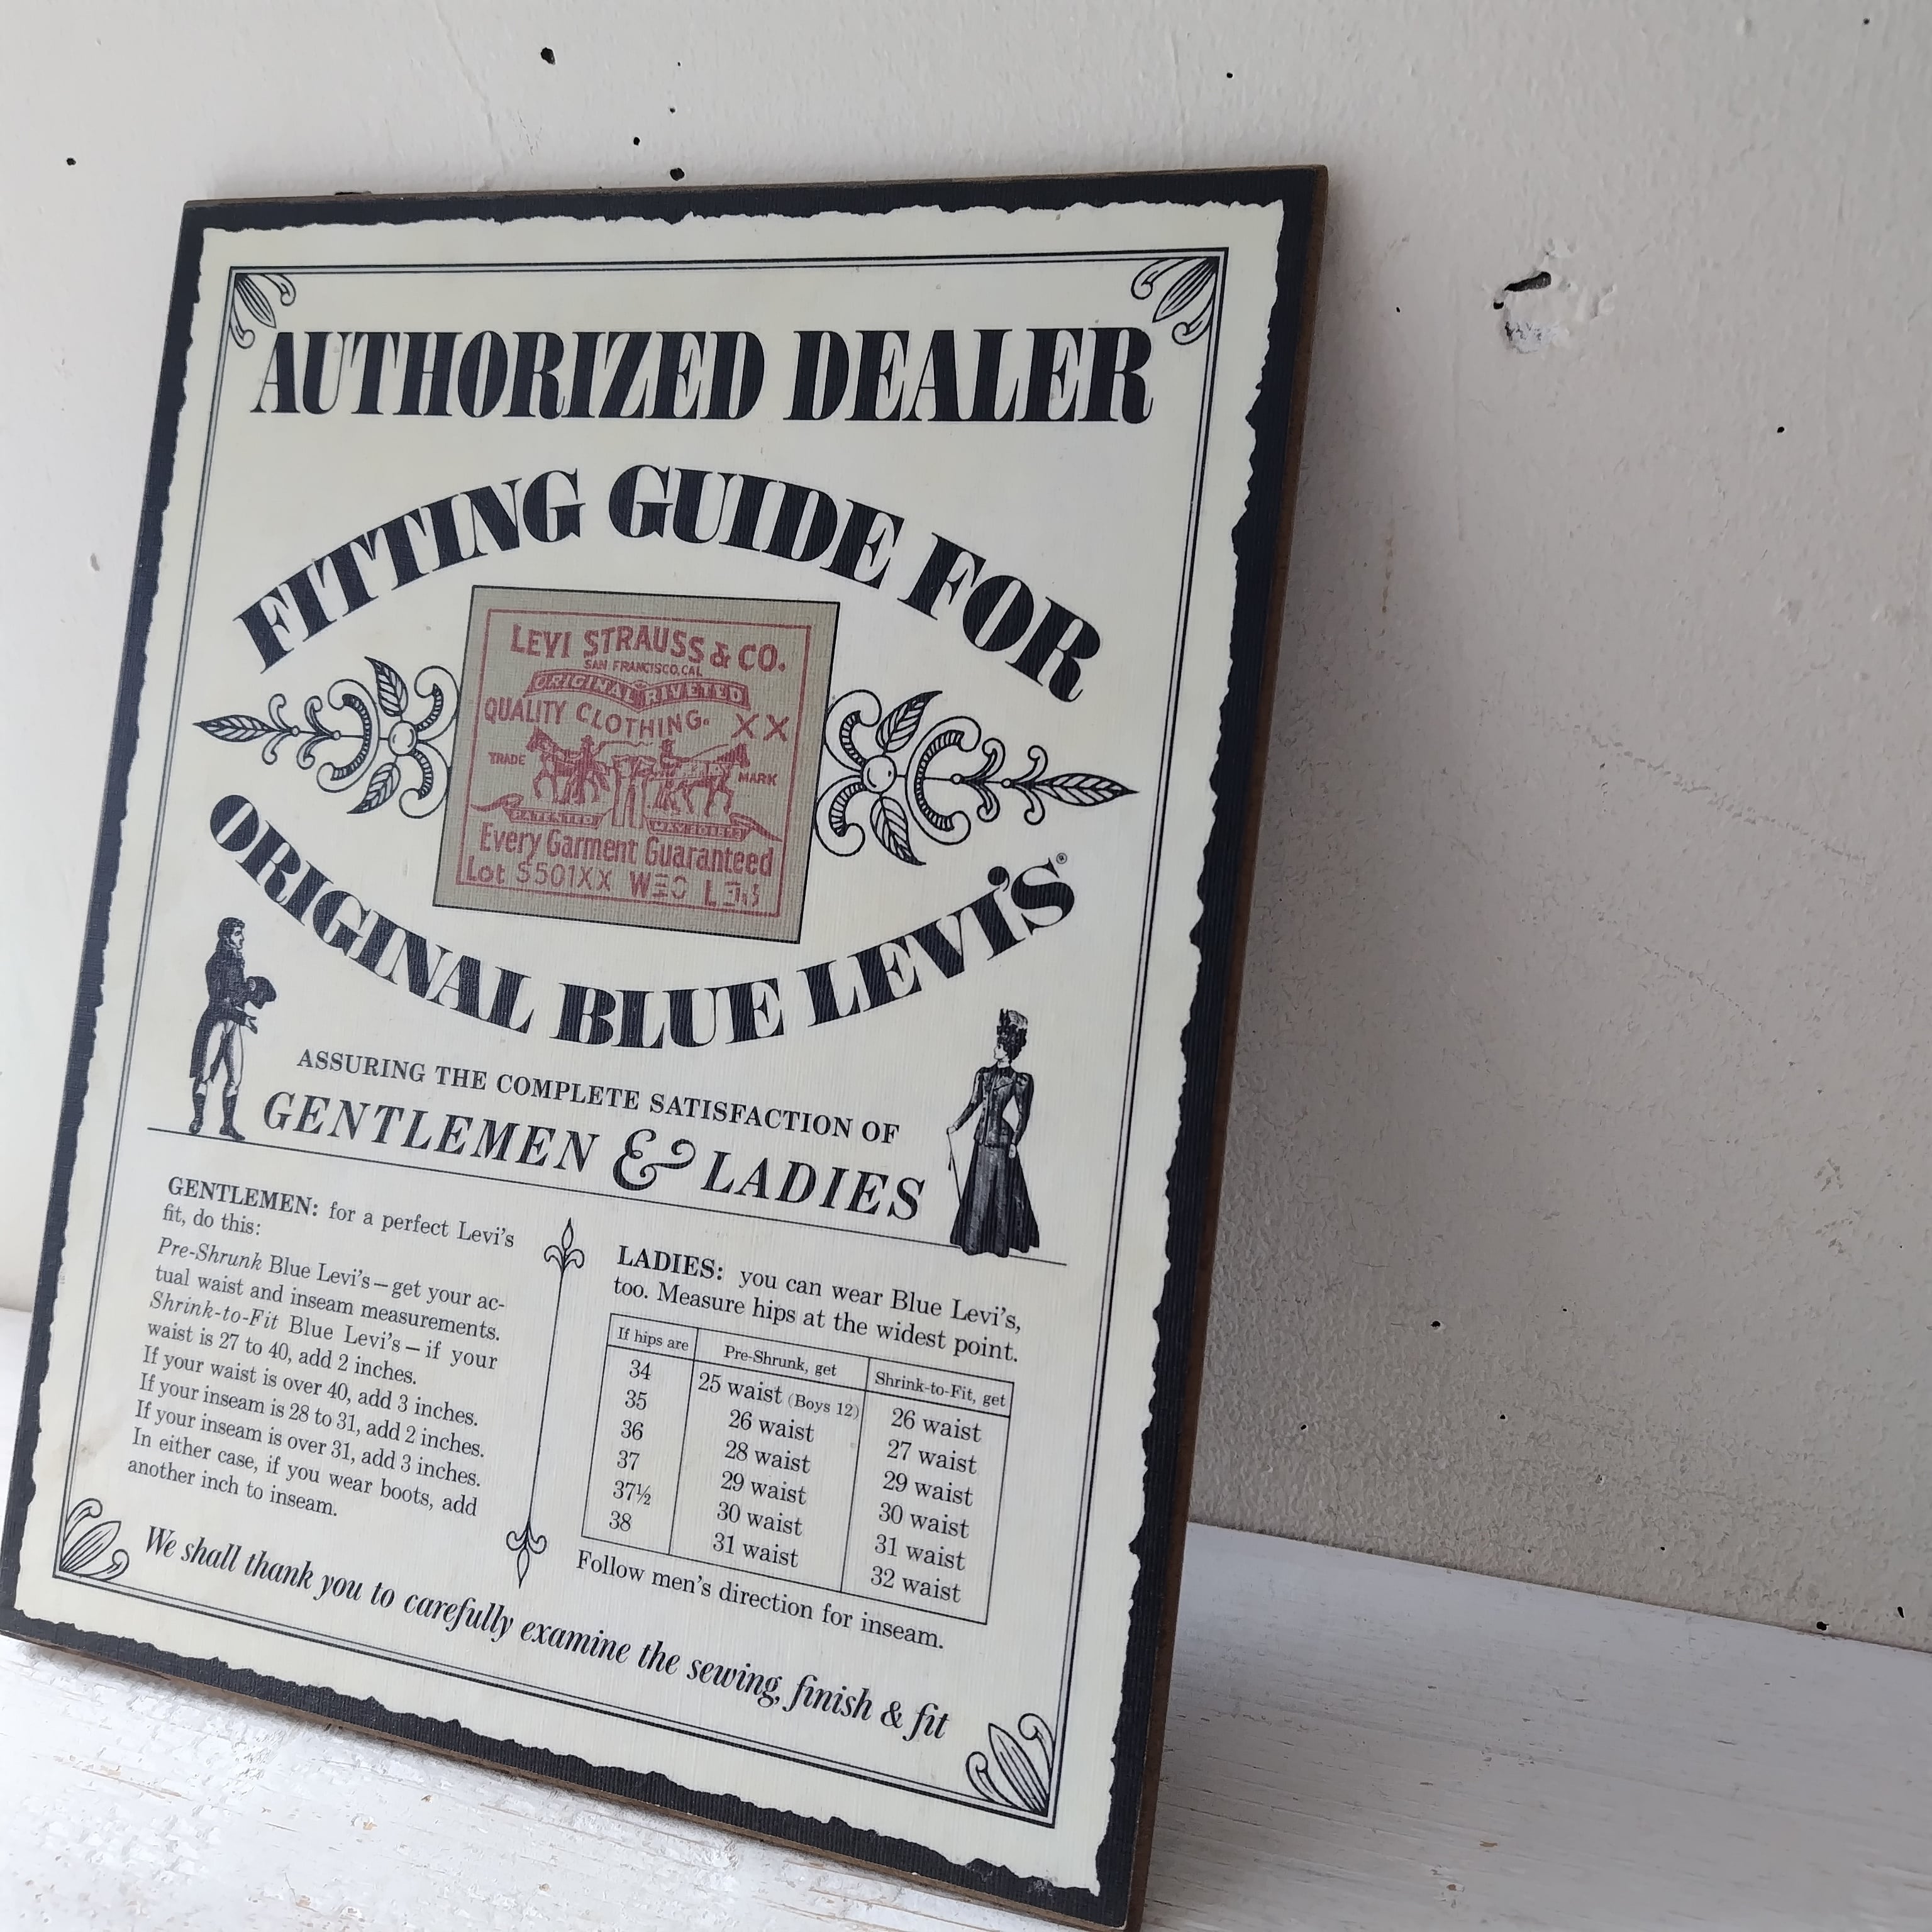 AUTHORIZED DEALER
FITTING GUIDE FOR
LEVI STRAUSS & CO.
SAN FRANCISCO, CAL
ORIGINAL RIVETED
QUALITY CLOTHING. XX
TRADE MARK
PATENTED MAY 20 1873
Every Garment Guaranteed
Lot S501XX W L
ORIGINAL BLUE LEVI'S®
ASSURING THE COMPLETE SATISFACTION OF
GENTLEMEN & LADIES
GENTLEMEN: for a perfect Levi's
fit, do this:
Pre-Shrunk Blue Levi's – get your ac-
tual waist and inseam measurements.
Shrink-to-Fit Blue Levi's – if your
waist is 27 to 40, add 2 inches.
If your waist is over 40, add 3 inches.
If your inseam is 28 to 31, add 2 inches.
If your inseam is over 31, add 3 inches.
In either case, if you wear boots, add
another inch to inseam.
LADIES: you can wear Blue Levi's,
too. Measure hips at the widest point.
If hips are Pre-Shrunk, get Shrink-to-Fit, get
34 25 waist (Boys 12) 26 waist
35 26 waist 27 waist
36 28 waist 29 waist
37 29 waist 30 waist
37½ 30 waist 31 waist
38 31 waist 32 waist
Follow men's direction for inseam.
We shall thank you to carefully examine the sewing, finish & fit